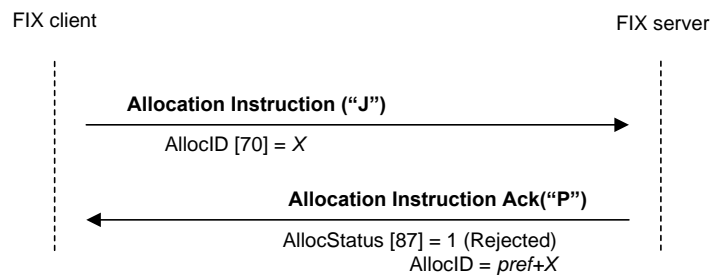 FIX client
FIX server
Allocation Instruction (“J”)
AllocID [70] = X
Allocation Instruction Ack(“P”)
AllocStatus [87] = 1 (Rejected)
AllocID = pref+X